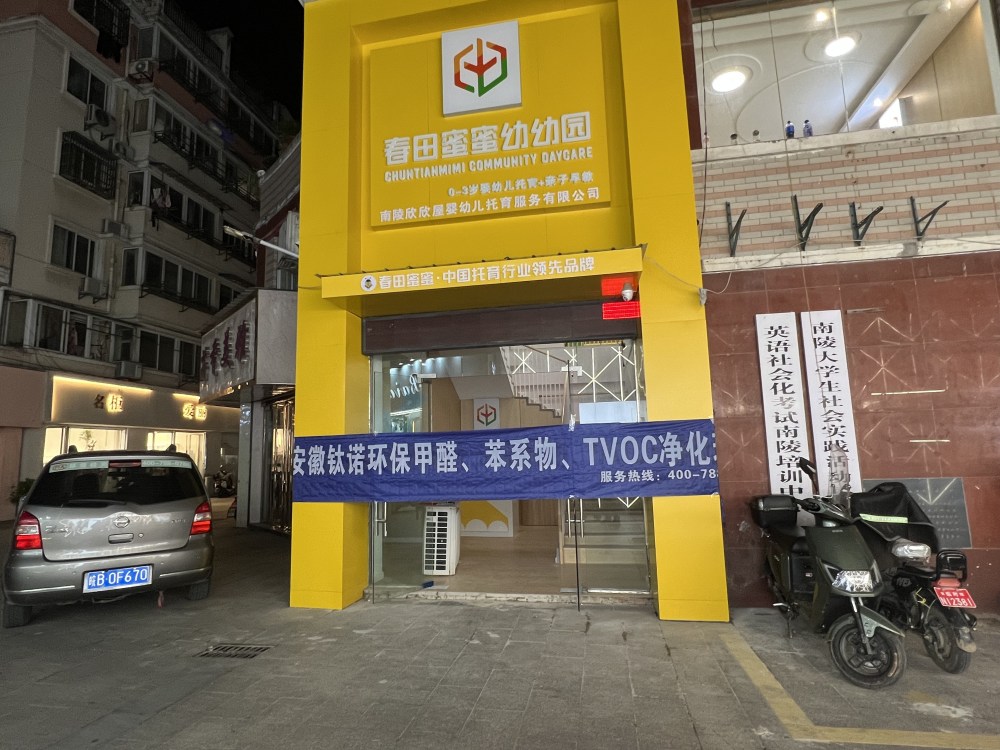 春田蜜蜜幼幼园
CHUNTIANMIMI COMMUNITY DAYCARE
0-3岁婴幼儿托育+亲子早教
南陵欣欣屋婴幼儿托育服务有限公司
春田蜜蜜·中国托育行业领先品牌
安徽钛诺环保甲醛、苯系物、TVOC净化
服务热线：400-78
英语社会化考试南陵培训中
南陵大学生社会实践活动
皖B·0F670
N12381